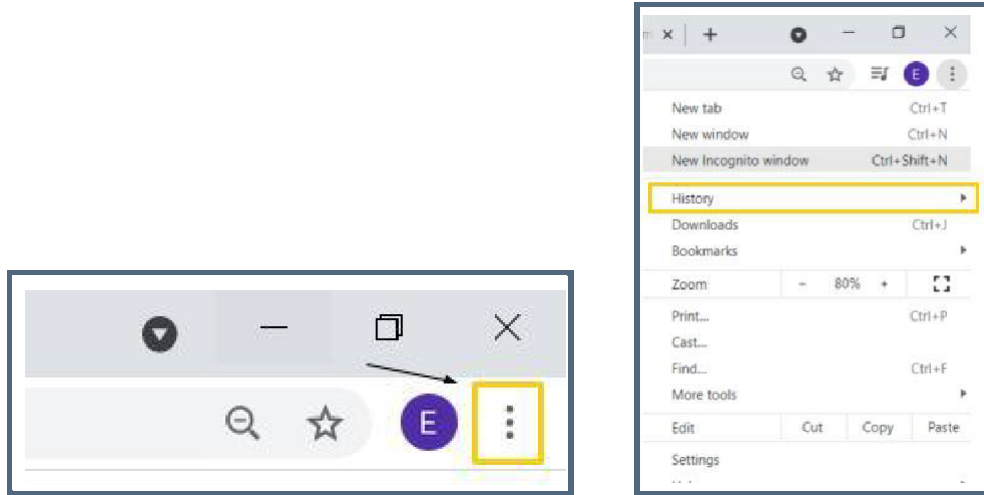 E
E
New tab Ctrl+T
New window Ctrl+N
New Incognito window Ctrl+Shift+N
History
Downloads Ctrl+J
Bookmarks
Zoom - 80% +
Print... Ctrl+P
Cast...
Find... Ctrl+F
More tools
Edit Cut Copy Paste
Settings